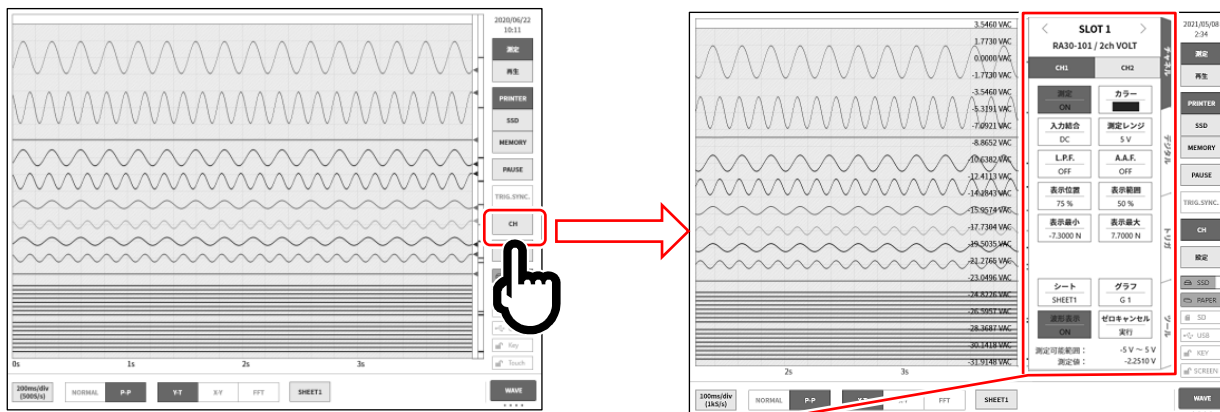 2020/06/22
10:11
測定
再生
PRINTER
SSD
MEMORY
PAUSE
TRIG.SYNC.
CH
Key
Touch
0s
1s
2s
3s
200ms/div
(500S/s)
NORMAL
P-P
Y-T
X-Y
FFT
SHEET1
WAVE
3.5460 VAC
1.7730 VAC
0.0000 VAC
-1.7730 VAC
-3.5460 VAC
-5.3191 VAC
-7.0921 VAC
-8.8652 VAC
-10.6382 VAC
-12.4113 VAC
-14.1843 VAC
-15.9574 VAC
-17.7304 VAC
-19.5035 VAC
-21.2765 VAC
-23.0496 VAC
-24.8226 VAC
-26.5957 VAC
-28.3687 VAC
-30.1418 VAC
-31.9148 VAC
2s
3s
SLOT 1
RA30-101 / 2ch VOLT
CH1
CH2
測定
ON
カラー
入力結合
DC
測定レンジ
5 V
L.P.F.
OFF
A.A.F.
OFF
表示位置
75 %
表示範囲
50 %
表示最小
-7.3000 N
表示最大
7.7000 N
シート
SHEET1
グラフ
G 1
波形表示
ON
ゼロキャンセル
実行
測定可能範囲：
-5 V ～ 5 V
測定値：
-2.2510 V
チャネル
デジタル
トリガ
ツール
2021/05/08
2:34
測定
再生
PRINTER
SSD
MEMORY
PAUSE
TRIG.SYNC.
CH
設定
SSD
PAPER
SD
USB
KEY
SCREEN
100ms/div
(1kS/s)
NORMAL
P-P
FFT
SHEET1
WAVE